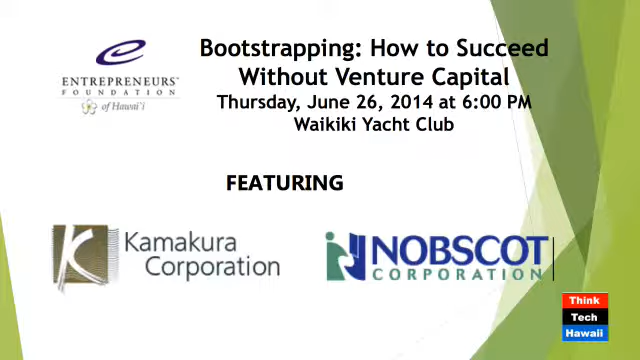 Bootstrapping: How to Succeed
Without Venture Capital
Thursday, June 26, 2014 at 6:00 PM
Waikiki Yacht Club
e
ENTREPRENEURS™
FOUNDATION
of Hawai'i
FEATURING
K
Kamakura
Corporation
NOBSCOT
CORPORATION
Think
Tech
Hawaii